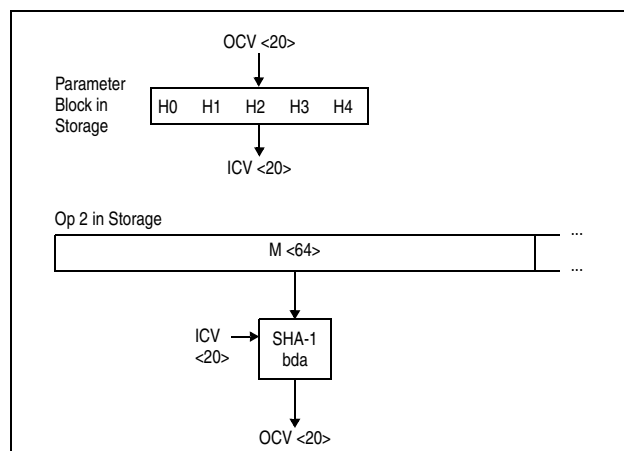 OCV <20>
Parameter
Block in
Storage
H0 H1 H2 H3 H4
ICV <20>
Op 2 in Storage
M <64>
...
...
ICV
<20>
SHA-1
bda
OCV <20>